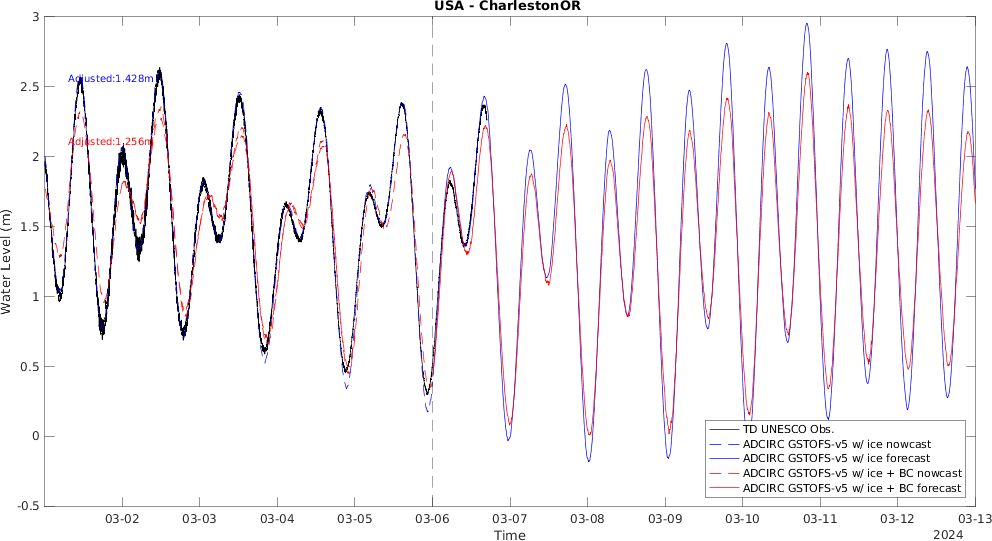 USA - CharlestonOR
Water Level (m)
3
2.5
2
1.5
1
0.5
0
-0.5
Adjusted:1.428m
Adjusted:1.256m
TD UNESCO Obs.
ADCIRC GSTOFS-v5 w/ ice nowcast
ADCIRC GSTOFS-v5 w/ ice forecast
ADCIRC GSTOFS-v5 w/ ice + BC nowcast
ADCIRC GSTOFS-v5 w/ ice + BC forecast
03-02 03-03 03-04 03-05 03-06 03-07 03-08 03-09 03-10 03-11 03-12 03-13
Time
2024